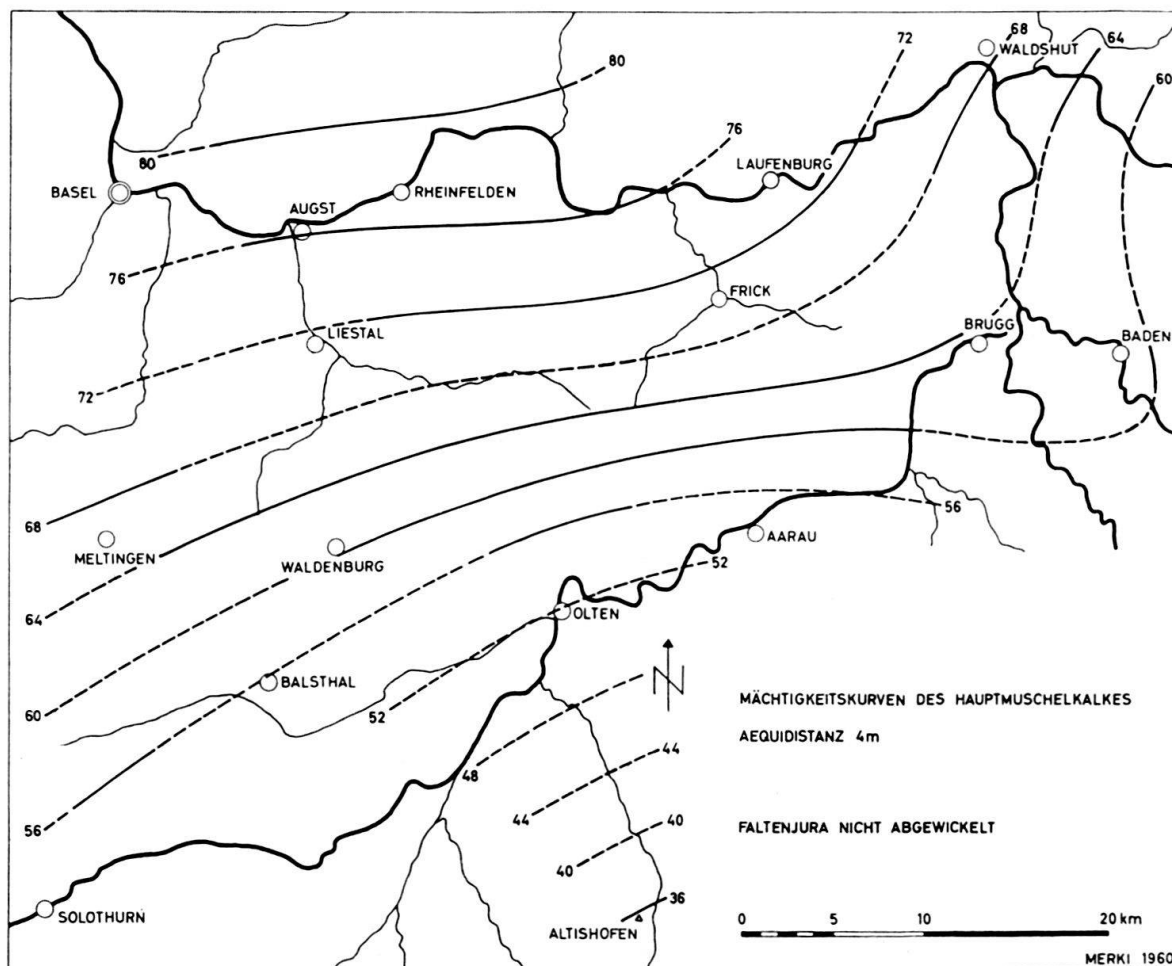 68
72
64
WALDSHUT
80
60
76
80
LAUFENBURG
BASEL
RHEINFELDEN
AUGST
76
FRICK
LIESTAL
BRUGG
BADEN
72
56
68
AARAU
MELTINGEN
WALDENBURG
52
OLTEN
64
BALSTHAL
N
MÄCHTIGKEITSKURVEN DES HAUPTMUSCHELKALKES
60
52
AEQUIDISTANZ 4m
44
48
44
40
56
FALTENJURA NICHT ABGEWICKELT
40
36
SOLOTHURN
ALTISHOFEN
0 5 10 20 km
MERKI 1960